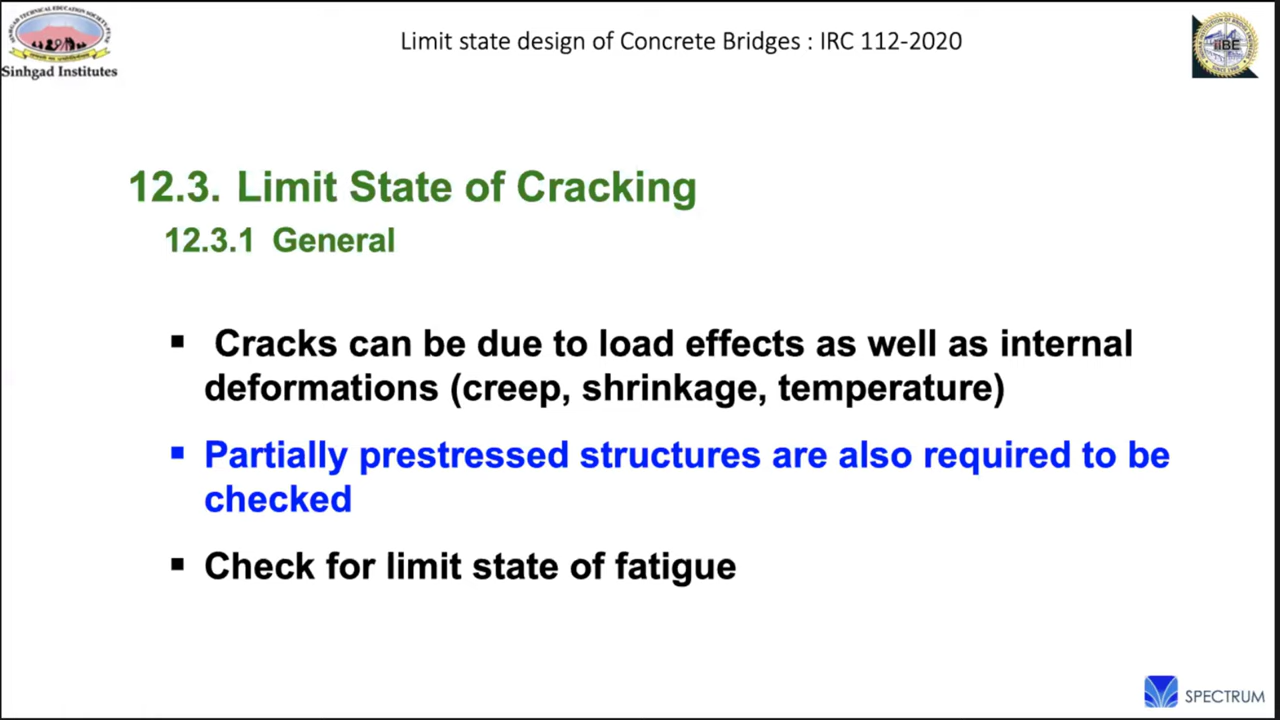 Limit state design of Concrete Bridges : IRC 112-2020
Sinhgad Institutes
IIBE
12.3. Limit State of Cracking
12.3.1 General
▪ Cracks can be due to load effects as well as internal
deformations (creep, shrinkage, temperature)
▪ Partially prestressed structures are also required to be
checked
▪ Check for limit state of fatigue
SPECTRUM